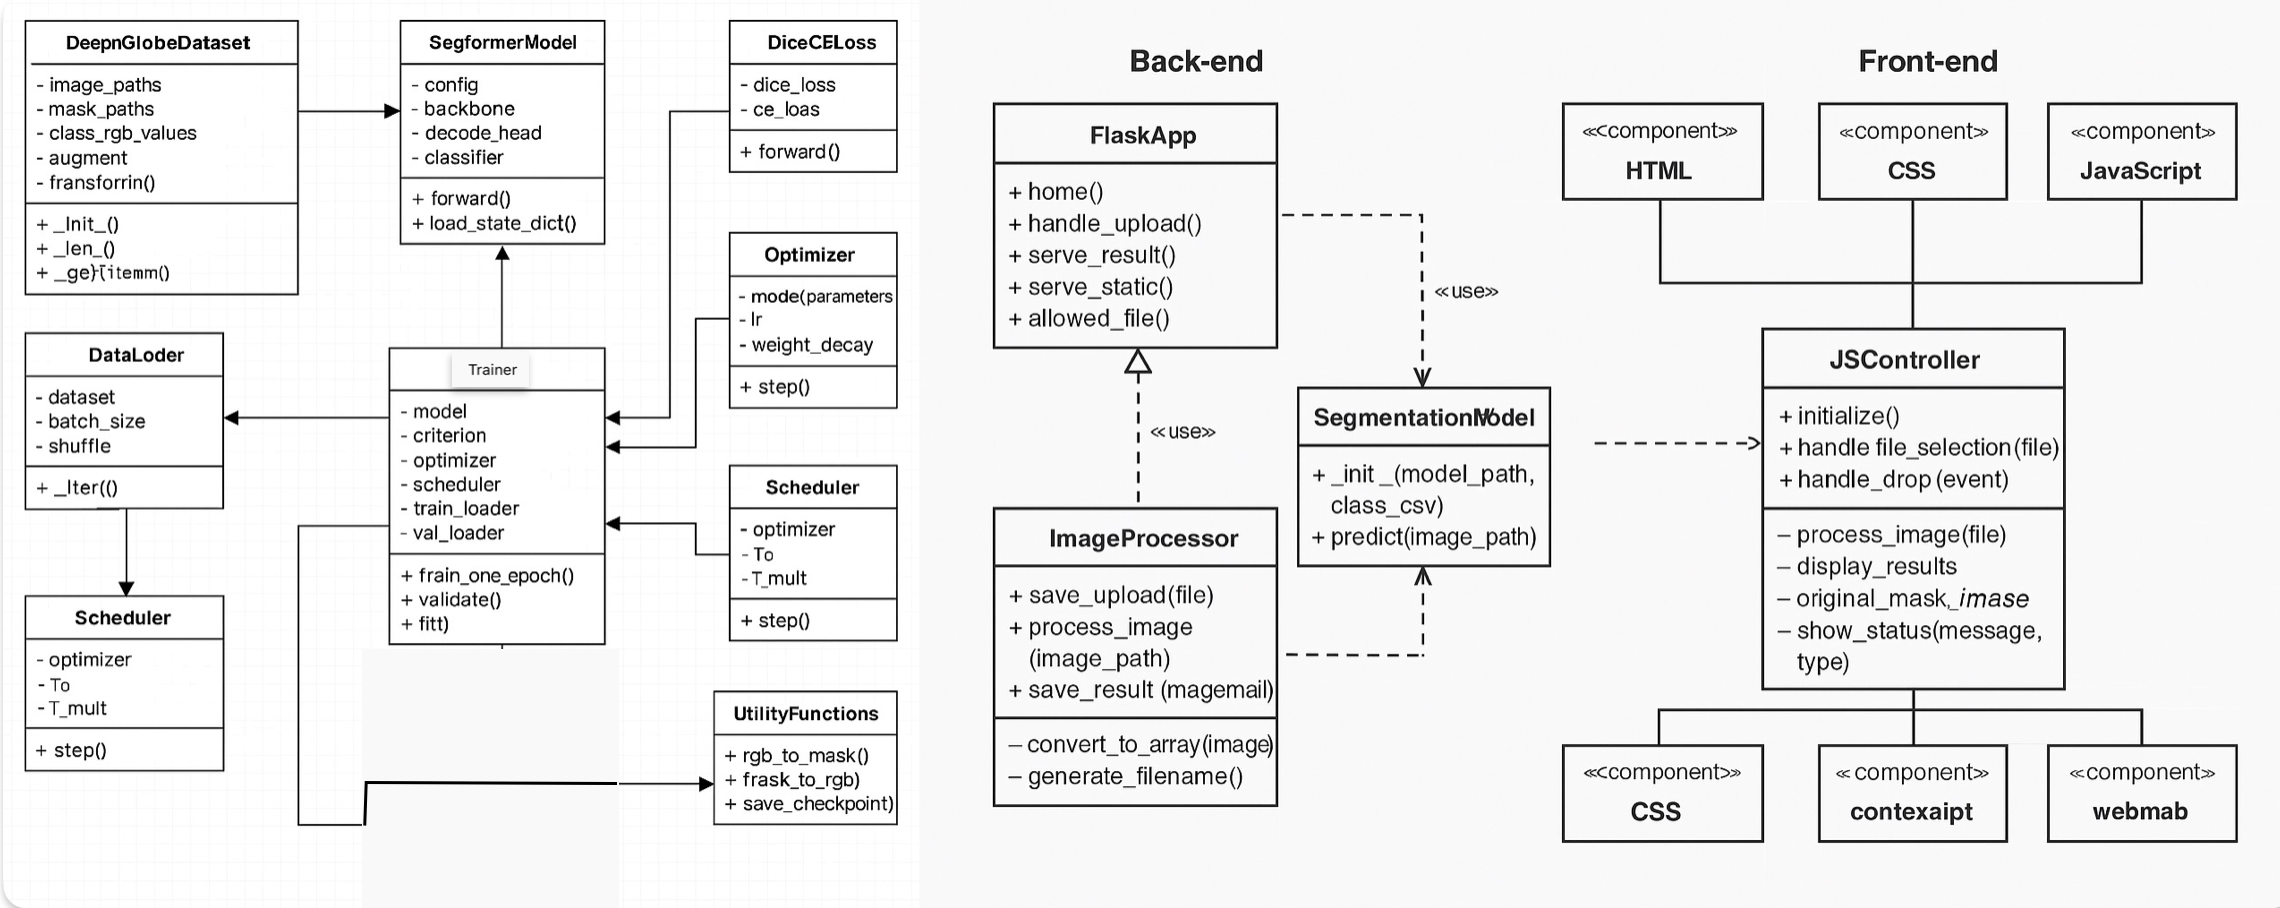 DeepnGlobeDataset
- image_paths
- mask_paths
- class_rgb_values
- augment
- fransforrin()
+ _Init_()
+ _len_()
+ _ge}[itemm()
SegformerModel
- config
- backbone
- decode_head
- classifier
+ forward()
+ load_state_dict()
DiceCELoss
- dice_loss
- ce_loas
+ forward()
Optimizer
- mode(parameters
- lr
- weight_decay
+ step()
DataLoder
- dataset
- batch_size
- shuffle
+ _Iter(()
Trainer
- model
- criterion
- optimizer
- scheduler
- train_loader
- val_loader
+ frain_one_epoch()
+ validate()
+ fitt)
Scheduler
- optimizer
- To
- T_mult
+ step()
Scheduler
- optimizer
- To
- T_mult
+ step()
UtilityFunctions
+ rgb_to_mask()
+ frask_to_rgb)
+ save_checkpoint)
Back-end
FlaskApp
+ home()
+ handle_upload()
+ serve_result()
+ serve_static()
+ allowed_file()
«use»
«use»
SegmentationModel
+ _init _(model_path,
class_csv)
+ predict(image_path)
ImageProcessor
+ save_upload(file)
+ process_image
(image_path)
+ save_result (magemail)
– convert_to_array(image)
– generate_filename()
Front-end
«<component>»
HTML
«component»
CSS
«component»
JavaScript
JSController
+ initialize()
+ handle file_selection(file)
+ handle_drop (event)
– process_image(file)
– display_results
– original_mask,_imase
– show_status(message,
type)
«<component>»
CSS
« component»
contexaipt
«component»
webmab